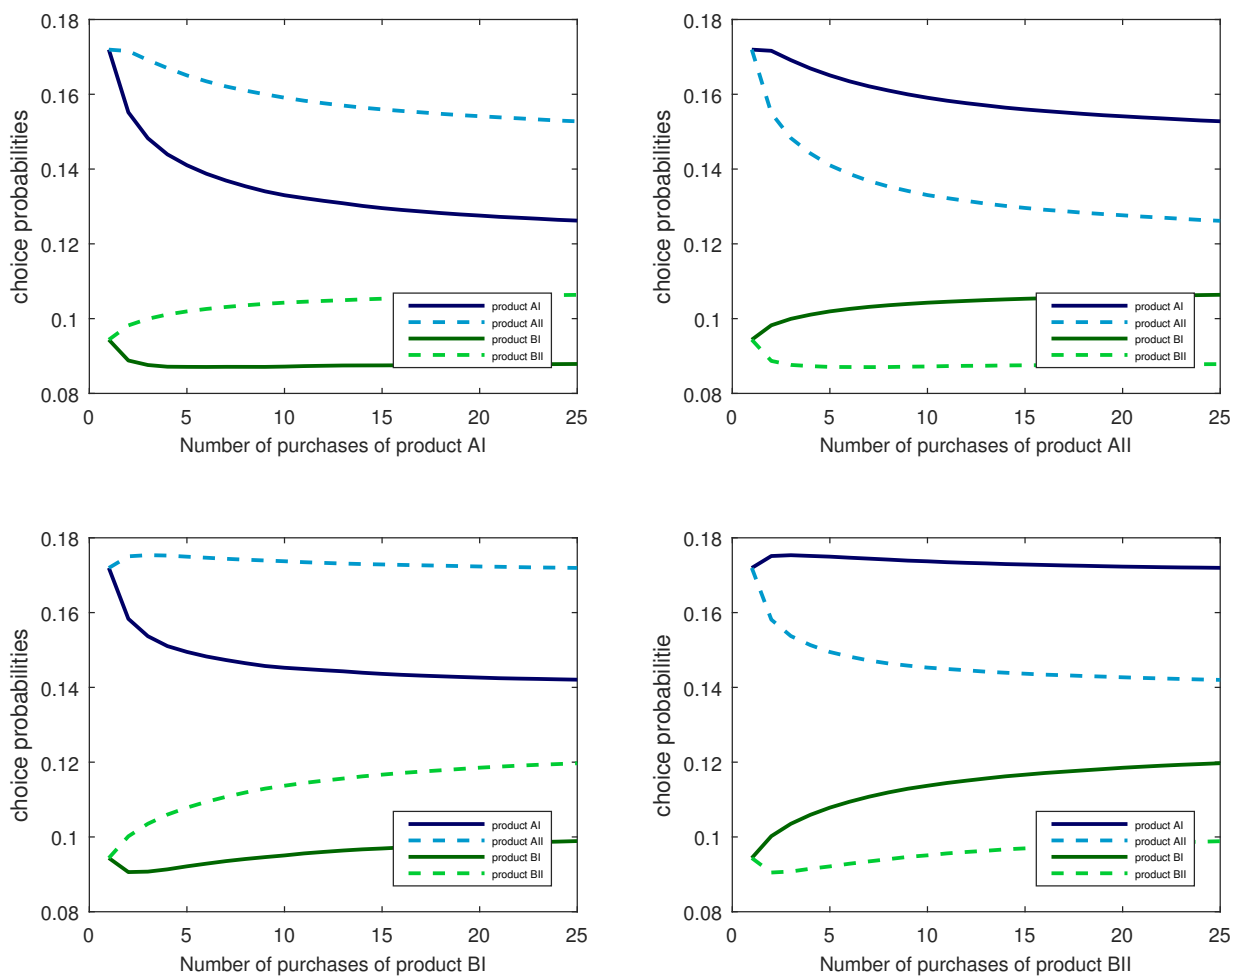 0.18
0.16
0.14
0.12
0.1
0.08
choice probabilities
0 5 10 15 20 25
Number of purchases of product AI
product AI
product AII
product BI
product BII
0.18
0.16
0.14
0.12
0.1
0.08
choice probabilities
0 5 10 15 20 25
Number of purchases of product AII
product AI
product AII
product BI
product BII
0.18
0.16
0.14
0.12
0.1
0.08
choice probabilities
0 5 10 15 20 25
Number of purchases of product BI
product AI
product AII
product BI
product BII
0.18
0.16
0.14
0.12
0.1
0.08
choice probabilitie
0 5 10 15 20 25
Number of purchases of product BII
product AI
product AII
product BI
product BII